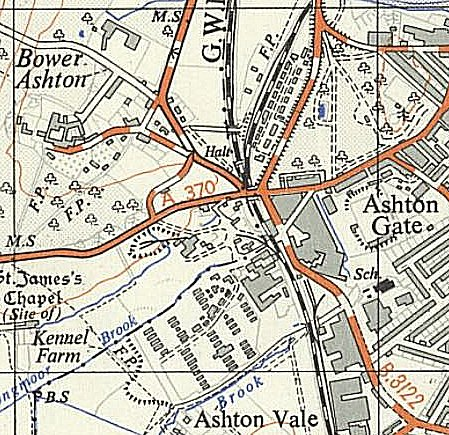 M.S
G.W.
Bower
Ashton
F.P.
Halt
F.P.
F.P.
A 370
M.S
Ashton
Gate
St. James's
Chapel
(Site of)
Sch.
Kennel
Farm
Brook
F.P.
B.S
Brook
B.3122
Ashton Vale